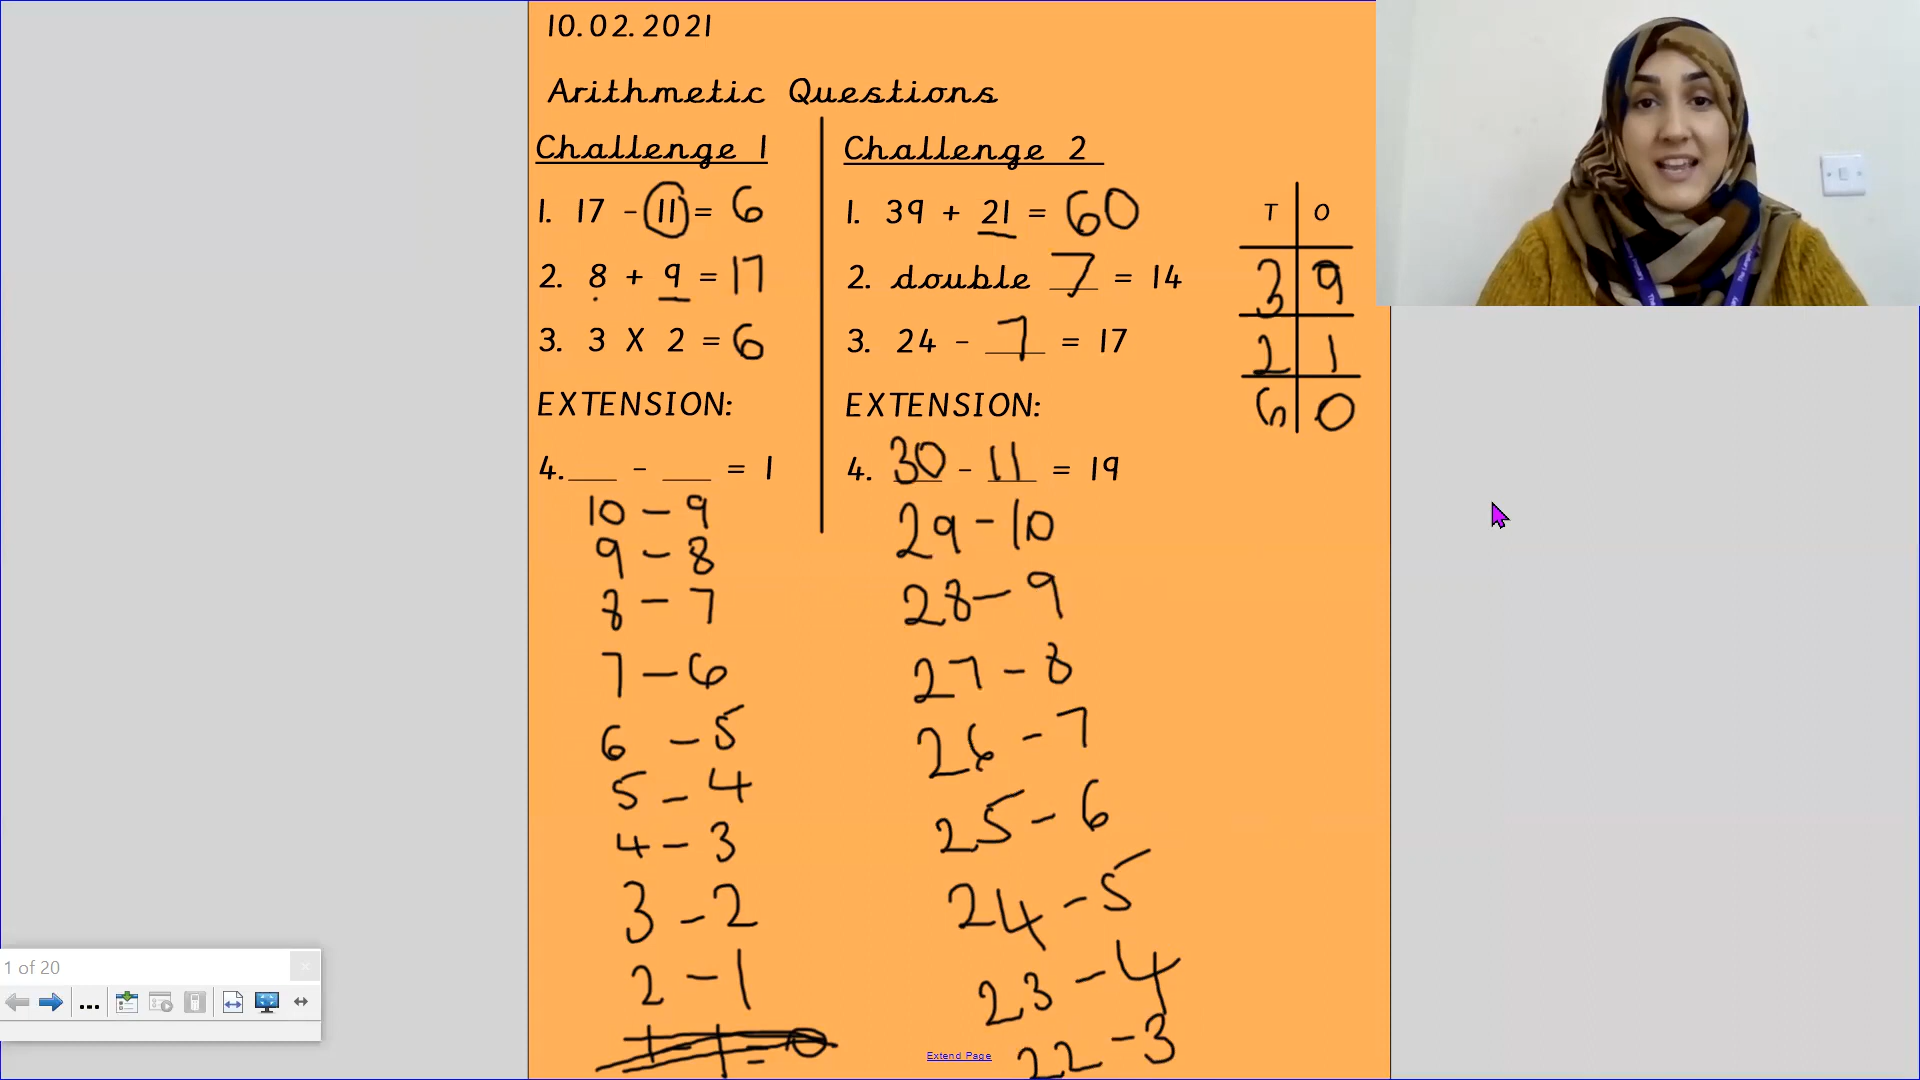 10.02.2021
Arithmetic Questions
Challenge 1
1. 17 - 11 = 6
2. 8 + 9 = 17
3. 3 X 2 = 6
EXTENSION:
4. ___ - ___ = 1
10 - 9
9 - 8
8 - 7
7 - 6
6 - 5
5 - 4
4 - 3
3 - 2
2 - 1
1 - 1 = 0
Challenge 2
1. 39 + 21 = 60
2. double 7 = 14
3. 24 - 7 = 17
EXTENSION:
4. 30 - 11 = 19
29 - 10
28 - 9
27 - 8
26 - 7
25 - 6
24 - 5
23 - 4
22 - 3
T O
3 9
2 1
6 0
Extend Page
1 of 20